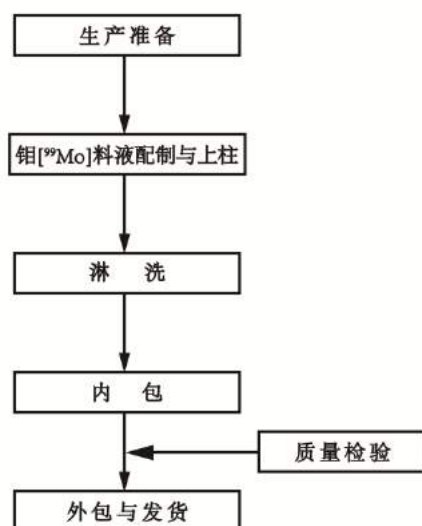 生产准备
钼[⁹⁹Mo]料液配制与上柱
淋 洗
内 包
质量检验
外包与发货